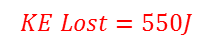 KE Lost = 550J